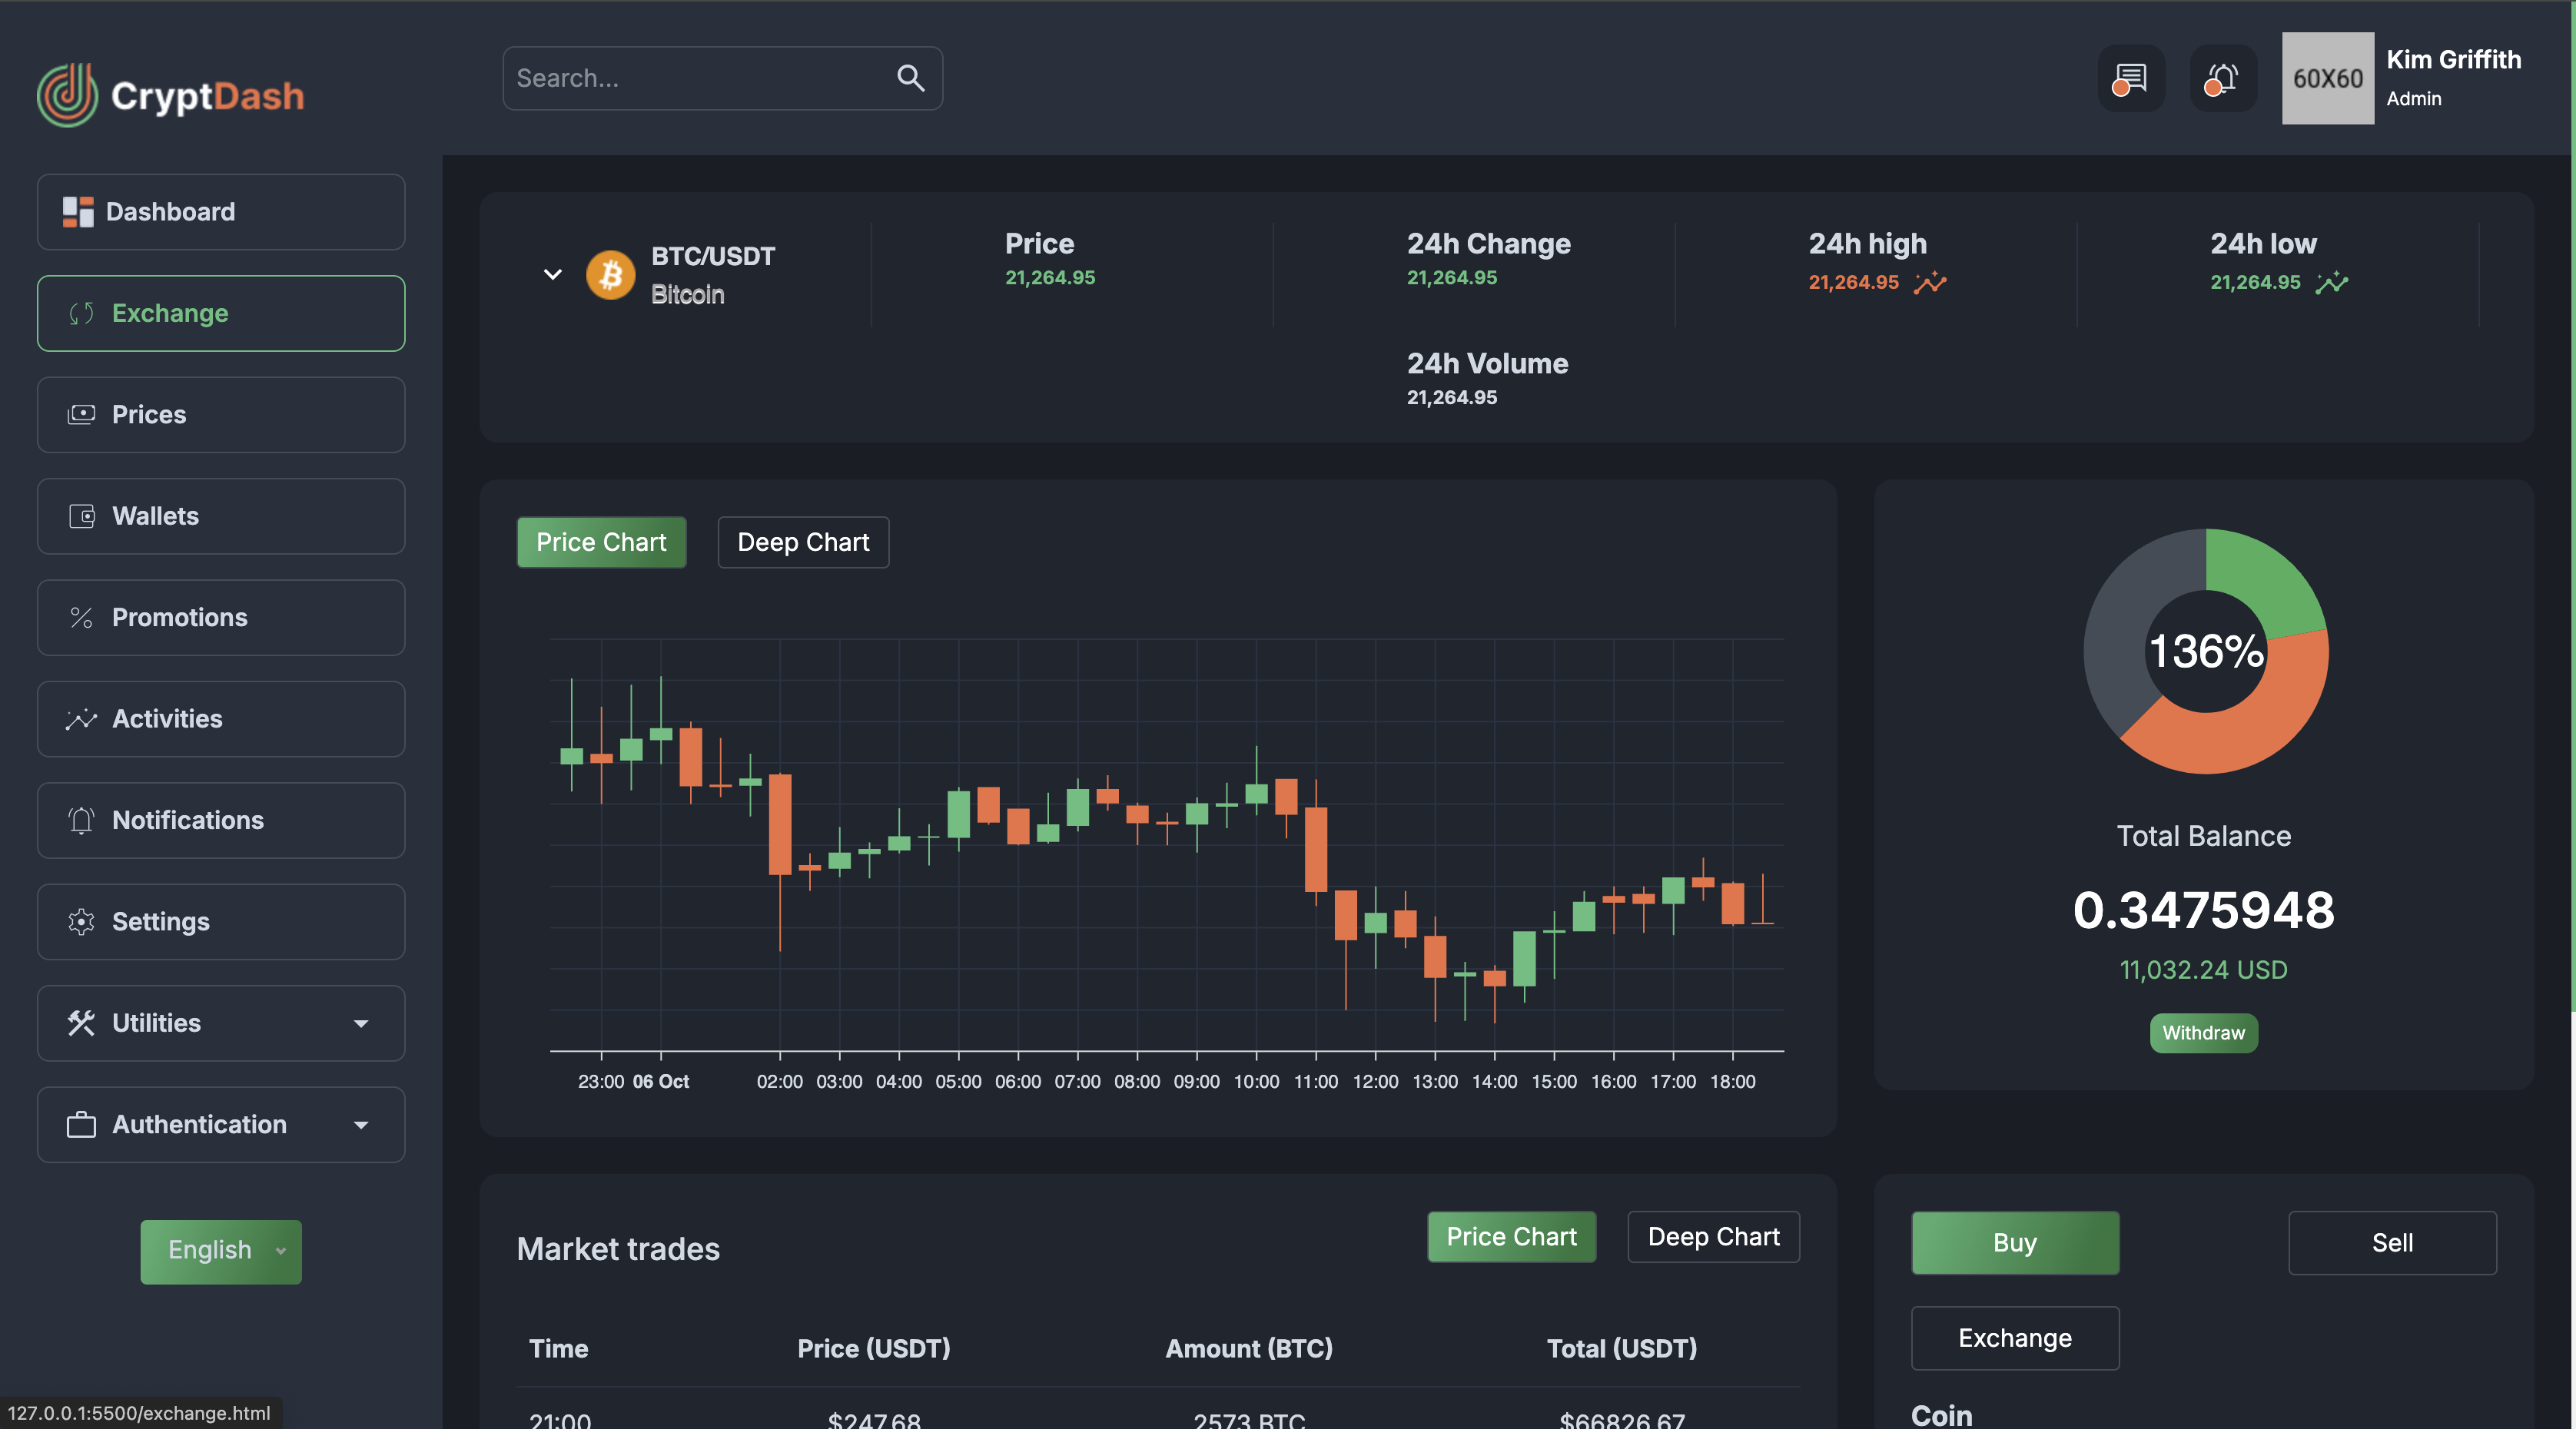 CryptDash
Search...
60X60
Kim Griffith
Admin
Dashboard
Exchange
Prices
Wallets
Promotions
Activities
Notifications
Settings
Utilities
Authentication
English
127.0.0.1:5500/exchange.html
BTC/USDT
Bitcoin
Price
21,264.95
24h Change
21,264.95
24h high
21,264.95
24h low
21,264.95
24h Volume
21,264.95
Price Chart
Deep Chart
23:00 06 Oct 02:00 03:00 04:00 05:00 06:00 07:00 08:00 09:00 10:00 11:00 12:00 13:00 14:00 15:00 16:00 17:00 18:00
136%
Total Balance
0.3475948
11,032.24 USD
Withdraw
Market trades
Price Chart
Deep Chart
Time Price (USDT) Amount (BTC) Total (USDT)
21:00 $247.68 2573 BTC $66826.67
Buy
Sell
Exchange
Coin